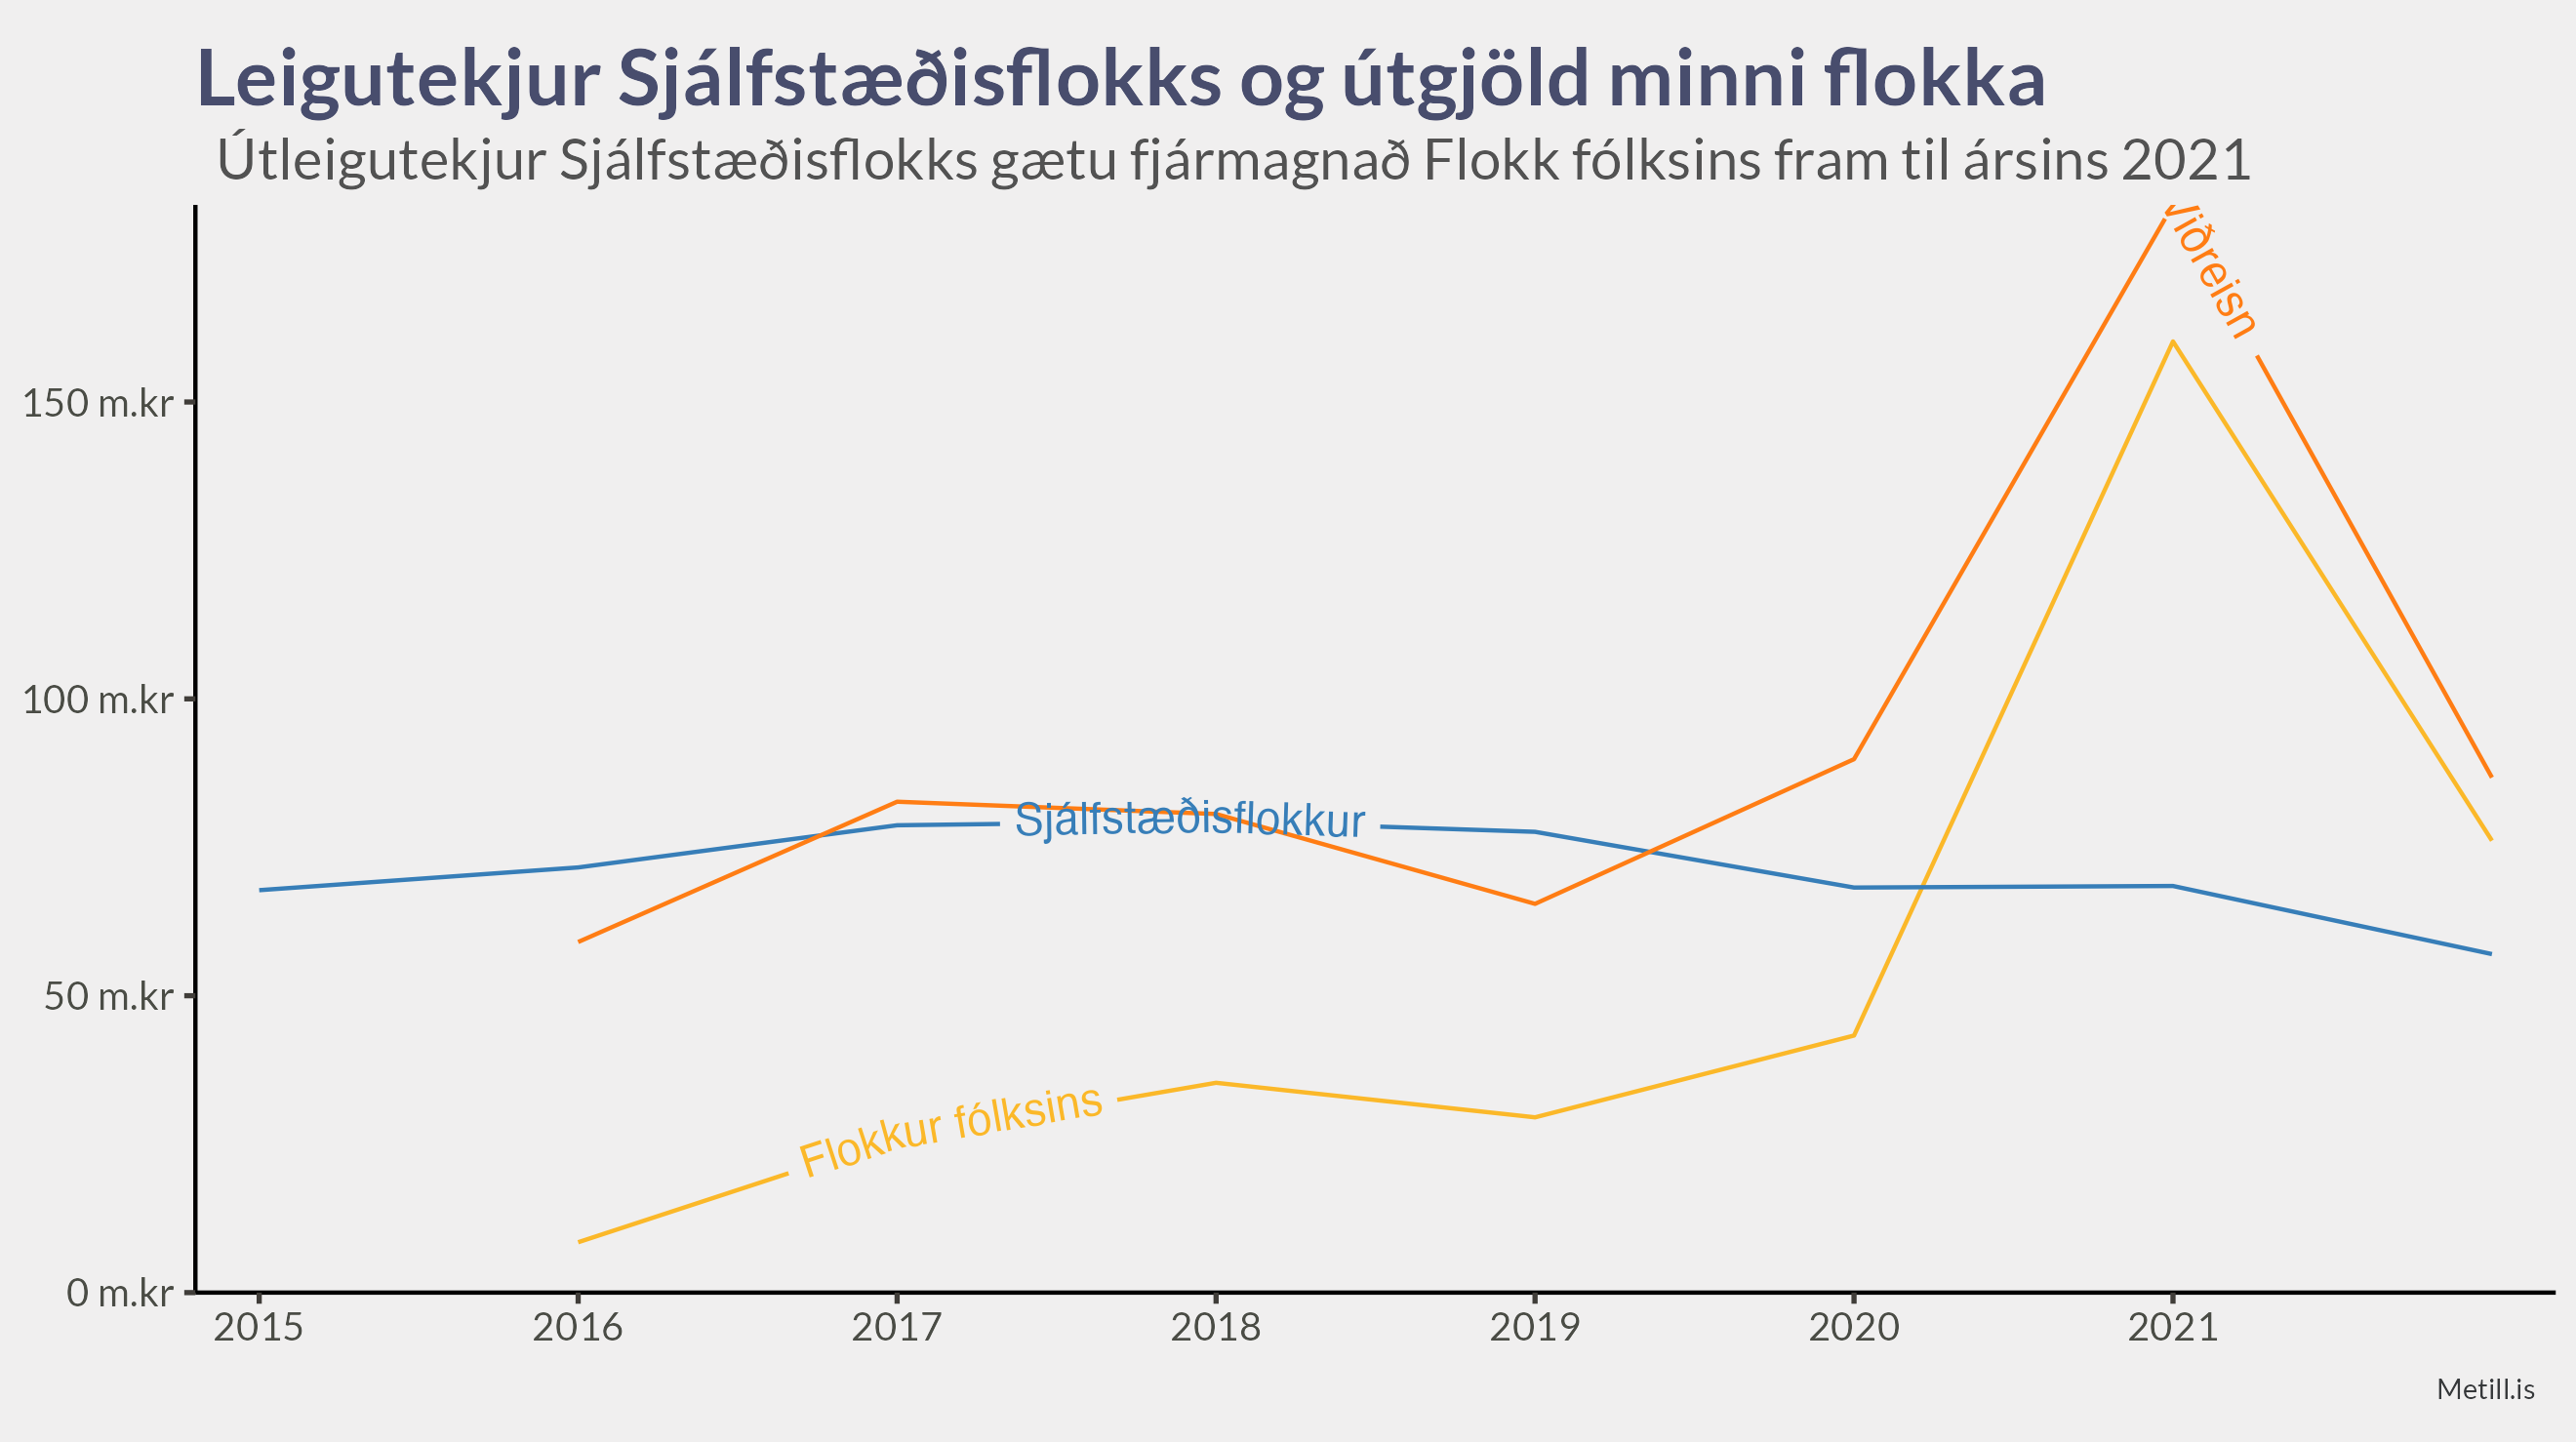 Leigutekjur Sjálfstæðisflokks og útgjöld minni flokka
Útleigutekjur Sjálfstæðisflokks gætu fjármagnað Flokk fólksins fram til ársins 2021
Viðreisn
150 m.kr
100 m.kr
Sjálfstæðisflokkur
50 m.kr
Flokkur fólksins
0 m.kr
2015 2016 2017 2018 2019 2020 2021
Metill.is